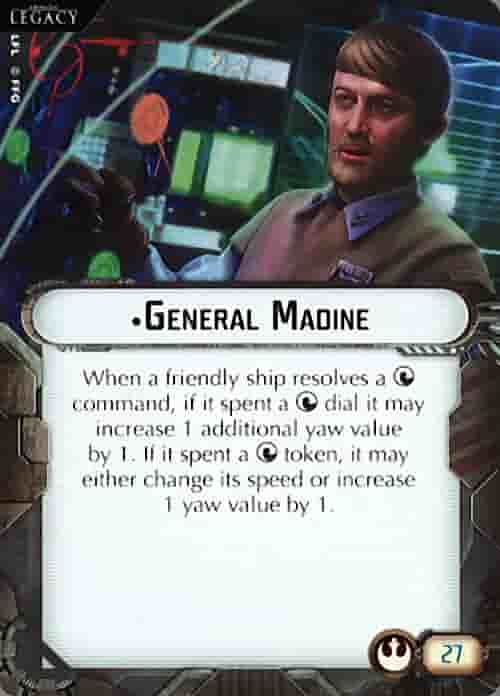 LEGACY
LFL ©FFG
•GENERAL MADINE
When a friendly ship resolves a
command, if it spent a dial it may
increase 1 additional yaw value
by 1. If it spent a token, it may
either change its speed or increase
1 yaw value by 1.
27